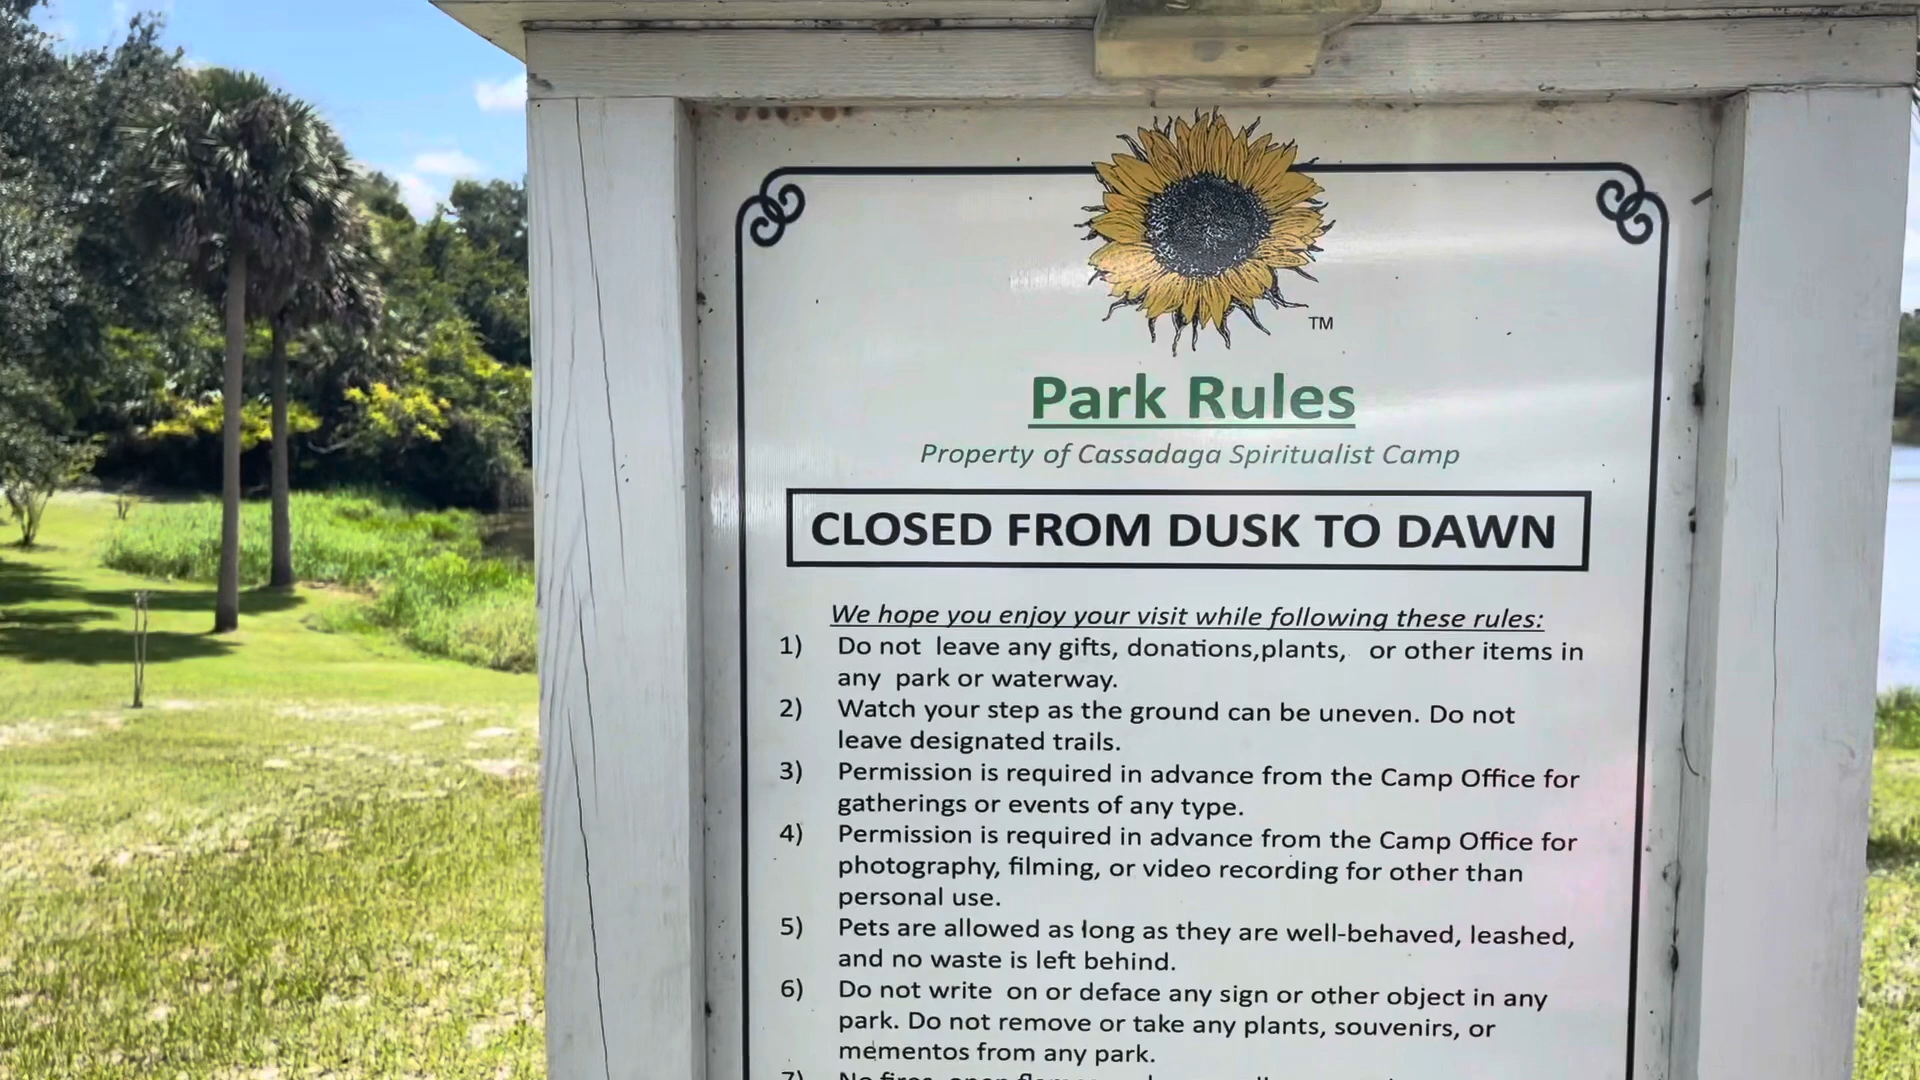 TM
Park Rules
Property of Cassadaga Spiritualist Camp
CLOSED FROM DUSK TO DAWN
We hope you enjoy your visit while following these rules:
1) Do not leave any gifts, donations,plants, or other items in
any park or waterway.
2) Watch your step as the ground can be uneven. Do not
leave designated trails.
3) Permission is required in advance from the Camp Office for
gatherings or events of any type.
4) Permission is required in advance from the Camp Office for
photography, filming, or video recording for other than
personal use.
5) Pets are allowed as long as they are well-behaved, leashed,
and no waste is left behind.
6) Do not write on or deface any sign or other object in any
park. Do not remove or take any plants, souvenirs, or
mementos from any park.
7) No fires, open